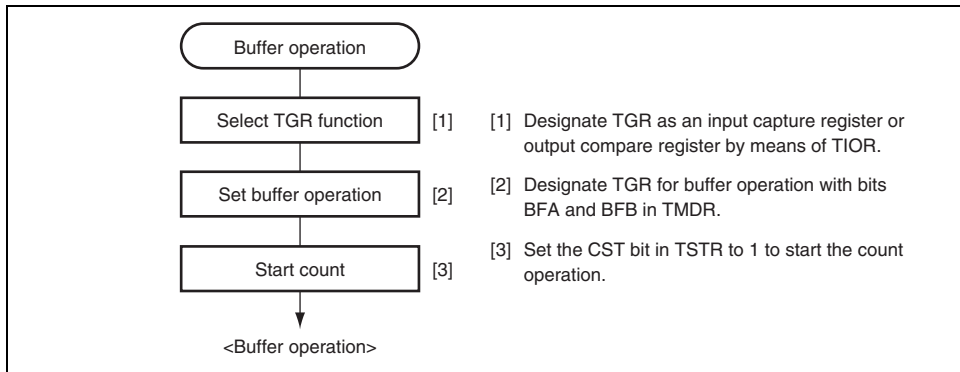 Buffer operation
Select TGR function [1]
Set buffer operation [2]
Start count [3]
<Buffer operation>
[1] Designate TGR as an input capture register or
output compare register by means of TIOR.
[2] Designate TGR for buffer operation with bits
BFA and BFB in TMDR.
[3] Set the CST bit in TSTR to 1 to start the count
operation.